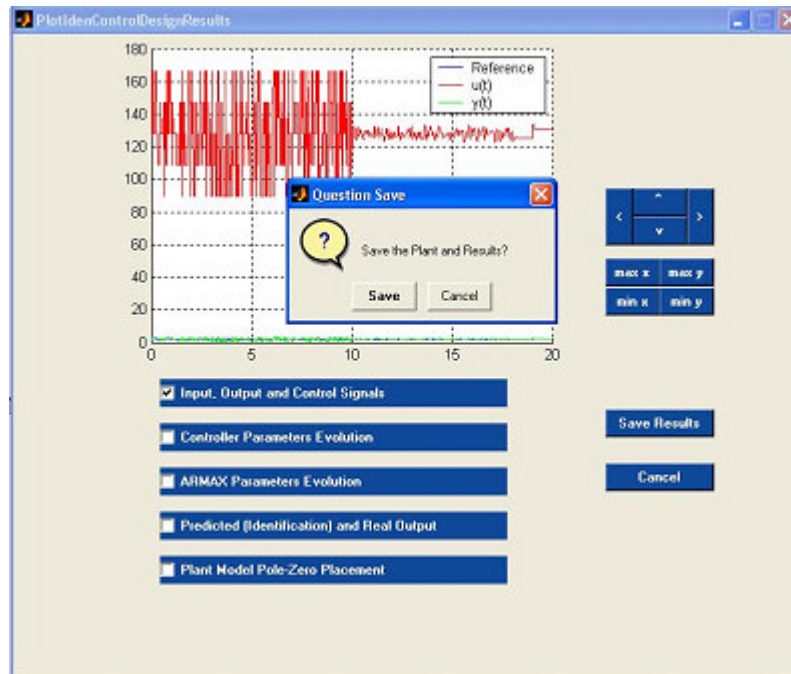 PlotIdenControlDesignResults
180
160
140
120
100
80
60
40
20
0
0 5 10 15 20
Reference
u(t)
y(t)
Question Save
?
Save the Plant and Results?
Save Cancel
< ^ v >
max x max y
min x min y
Input, Output and Control Signals
Controller Parameters Evolution
ARMAX Parameters Evolution
Predicted (Identification) and Real Output
Plant Model Pole-Zero Placement
Save Results
Cancel